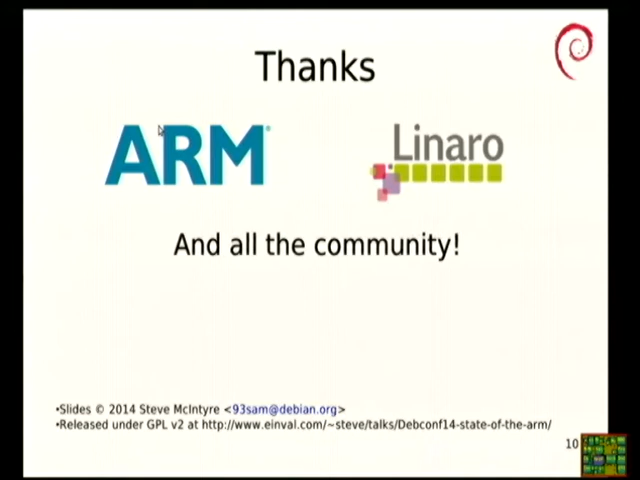 Thanks
ARM®
Linaro
And all the community!
•Slides © 2014 Steve McIntyre <93sam@debian.org>
•Released under GPL v2 at http://www.einval.com/~steve/talks/Debconf14-state-of-the-arm/
10